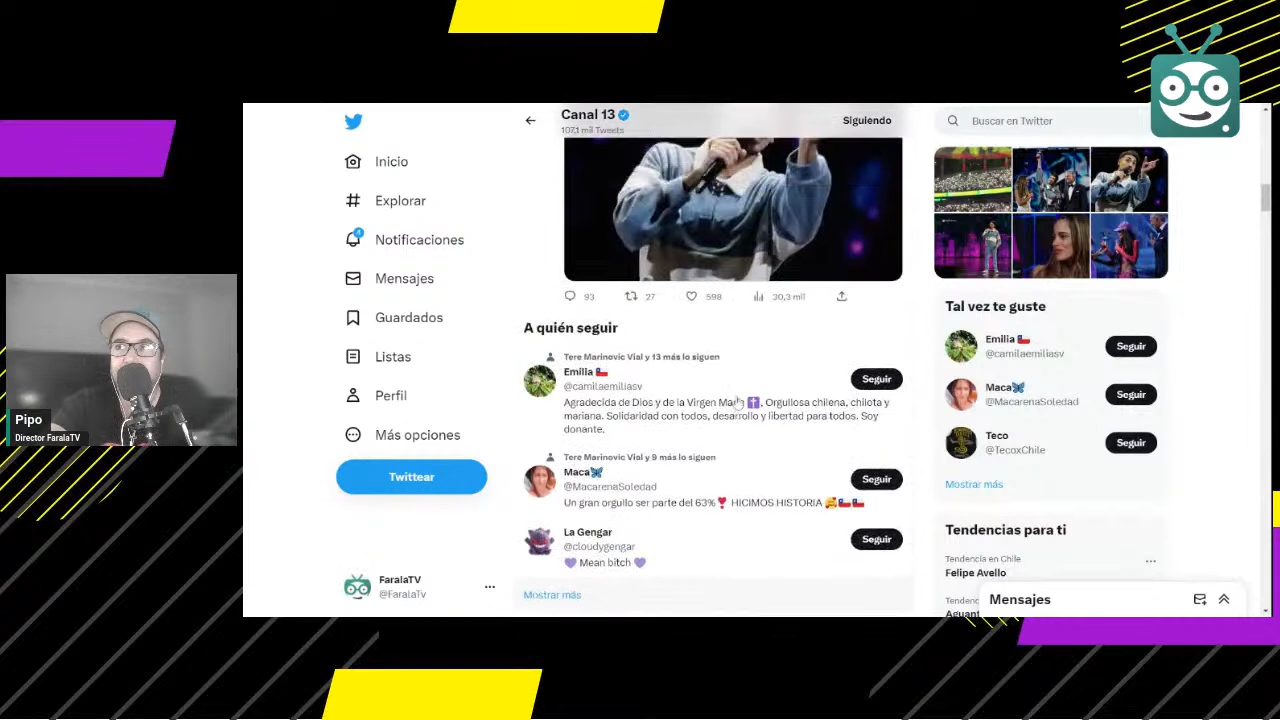 Canal 13
107,1 mil Tweets
Siguiendo
Buscar en Twitter
Inicio
Explorar
4
Notificaciones
Mensajes
Guardados
Listas
Perfil
Más opciones
Twittear
FaralaTV
@FaralaTv
93
27
598
30,3 mil
A quién seguir
Tere Marinovic Vial y 13 más lo siguen
Emilia 🇨🇱
@camilaemiliasv
Seguir
Agradecida de Dios y de la Virgen ✝️. Orgullosa chilena, chilota y
mariana. Solidaridad con todos, desarrollo y libertad para todos. Soy
donante.
Tere Marinovic Vial y 9 más lo siguen
Maca🦋
@MacarenaSoledad
Seguir
Un gran orgullo ser parte del 63%❣️ HICIMOS HISTORIA 🥰🇨🇱🇨🇱
La Gengar
@cloudygengar
Seguir
💜 Mean bitch 💜
Mostrar más
Tal vez te guste
Emilia 🇨🇱
@camilaemiliasv
Seguir
Maca🦋
@MacarenaSoledad
Seguir
Teco
@TecoxChile
Seguir
Mostrar más
Tendencias para ti
Tendencia en Chile
Felipe Avello
Mensajes
Pipo
Director FaralaTV